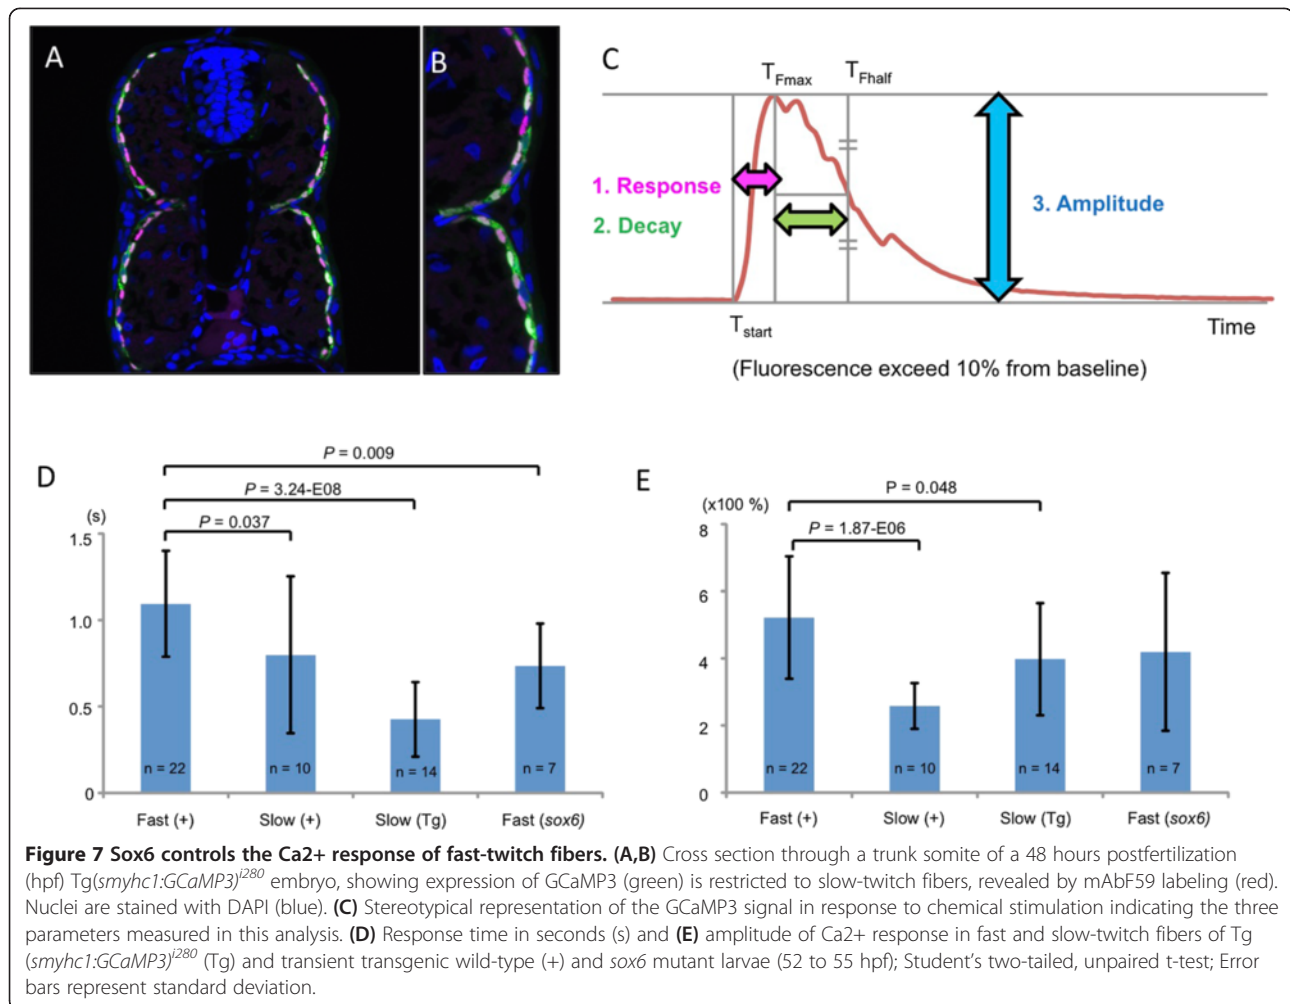 A
B
C
T_Fmax
T_Fhalf
1. Response
2. Decay
3. Amplitude
T_start
Time
(Fluorescence exceed 10% from baseline)
D
P = 0.009
P = 3.24-E08
P = 0.037
(s)
1.5
1.0
0.5
0
n = 22
n = 10
n = 14
n = 7
Fast (+)
Slow (+)
Slow (Tg)
Fast (sox6)
E
(x100 %)
P = 0.048
P = 1.87-E06
8
6
4
2
0
n = 22
n = 10
n = 14
n = 7
Fast (+)
Slow (+)
Slow (Tg)
Fast (sox6)
Figure 7 Sox6 controls the Ca2+ response of fast-twitch fibers. (A,B) Cross section through a trunk somite of a 48 hours postfertilization
(hpf) Tg(smyhc1:GCaMP3)^i280 embryo, showing expression of GCaMP3 (green) is restricted to slow-twitch fibers, revealed by mAbF59 labeling (red).
Nuclei are stained with DAPI (blue). (C) Stereotypical representation of the GCaMP3 signal in response to chemical stimulation indicating the three
parameters measured in this analysis. (D) Response time in seconds (s) and (E) amplitude of Ca2+ response in fast and slow-twitch fibers of Tg
(smyhc1:GCaMP3)^i280 (Tg) and transient transgenic wild-type (+) and sox6 mutant larvae (52 to 55 hpf); Student's two-tailed, unpaired t-test; Error
bars represent standard deviation.